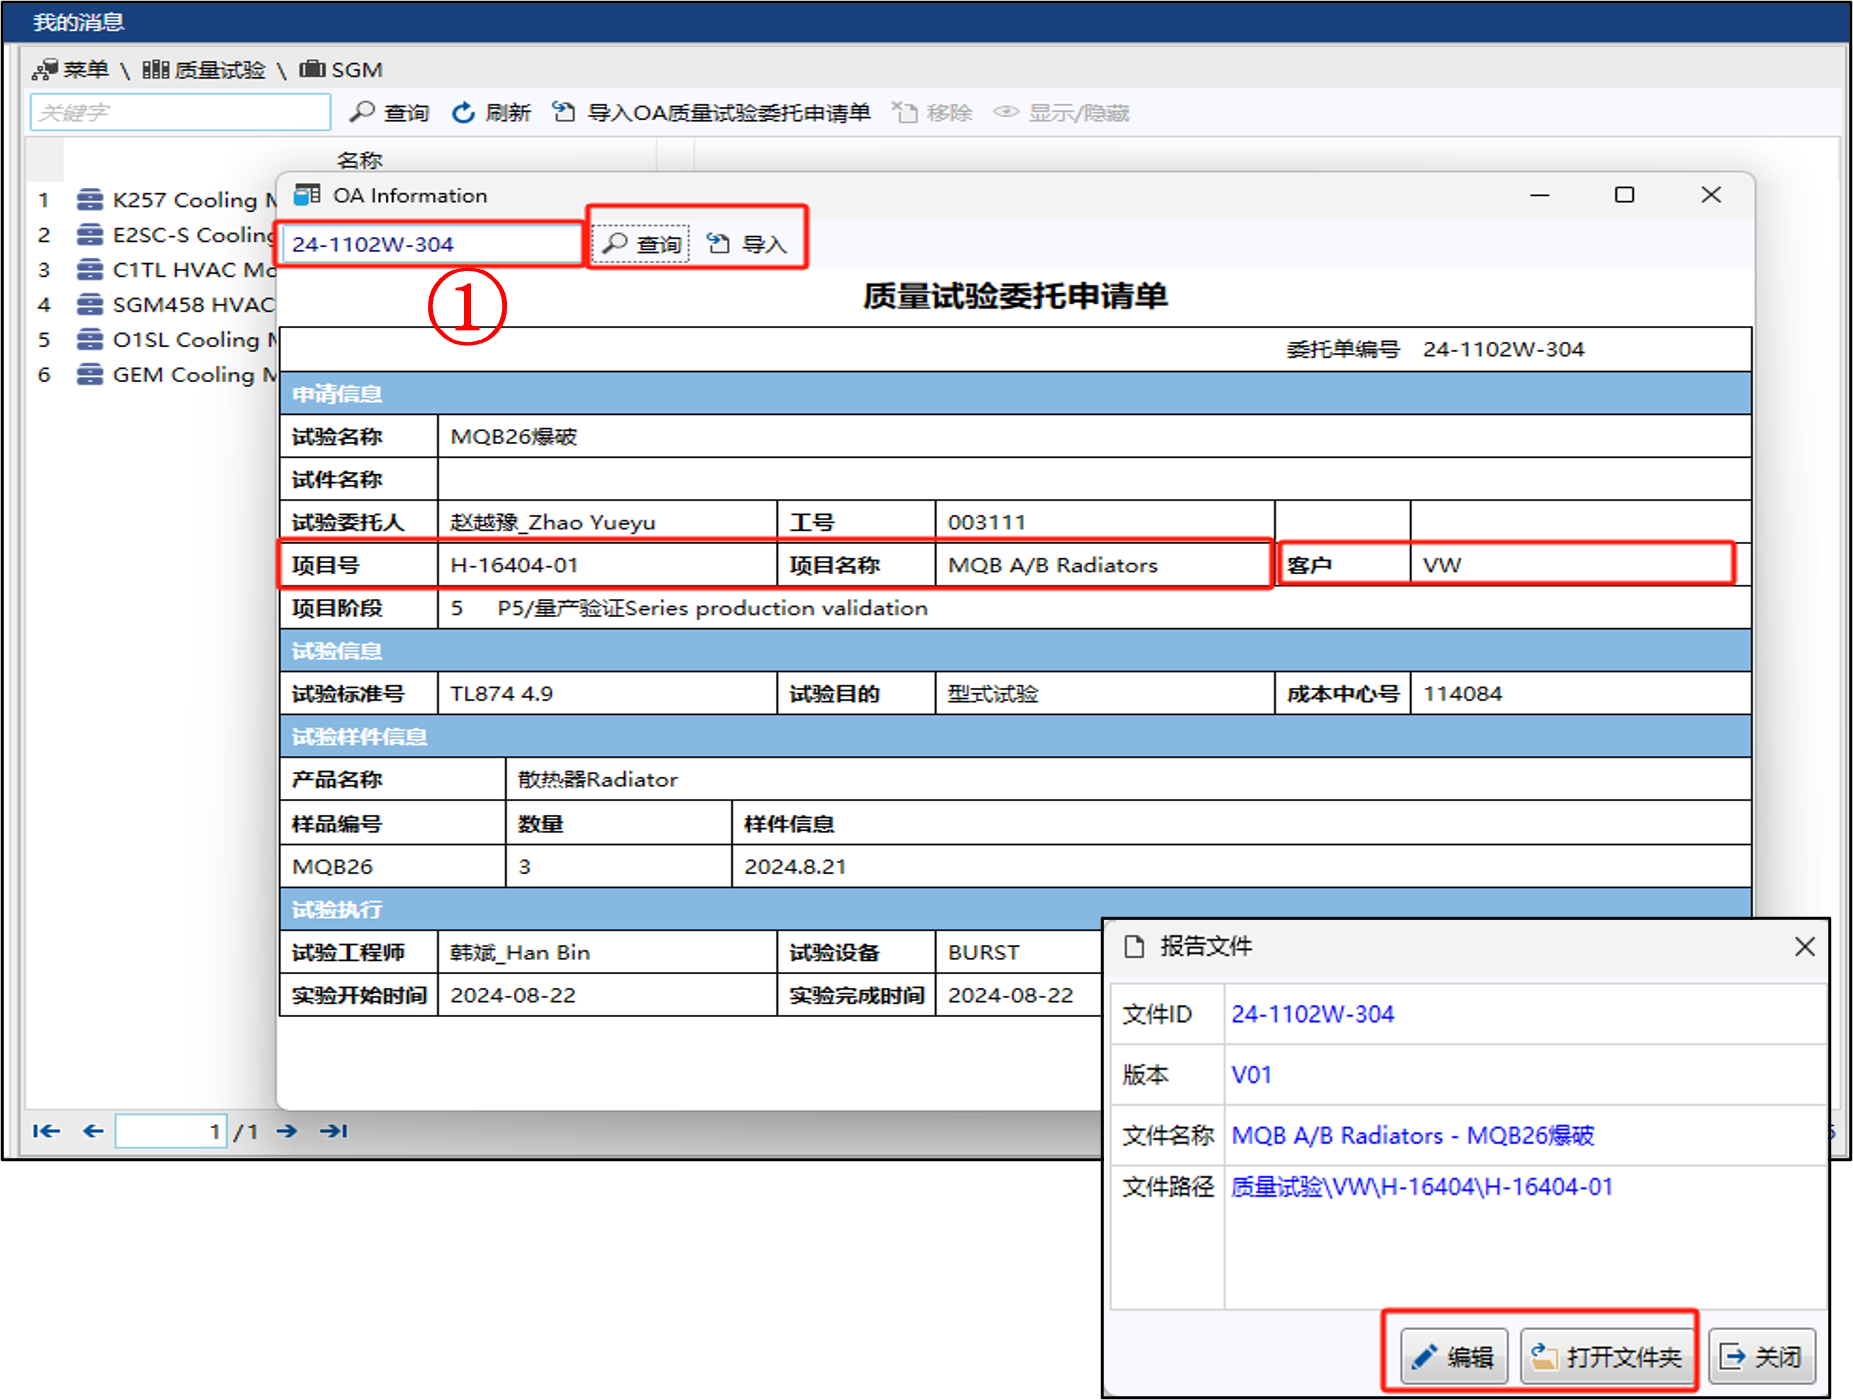 我的消息
菜单 \ 质量试验 \ SGM
关键字 查询 刷新 导入OA质量试验委托申请单 移除 显示/隐藏
名称
1 K257 Cooling
2 E2SC-S Cooling
3 C1TL HVAC
4 SGM458 HVAC
5 O1SL Cooling
6 GEM Cooling
OA Information
24-1102W-304 查询 导入
①
质量试验委托申请单
委托单编号 24-1102W-304
申请信息
试验名称 MQB26爆破
试件名称
试验委托人 赵越豫_Zhao Yueyu 工号 003111
项目号 H-16404-01 项目名称 MQB A/B Radiators 客户 VW
项目阶段 5 P5/量产验证Series production validation
试验信息
试验标准号 TL874 4.9 试验目的 型式试验 成本中心号 114084
试验样件信息
产品名称 散热器Radiator
样品编号 数量 样件信息
MQB26 3 2024.8.21
试验执行
试验工程师 韩斌_Han Bin 试验设备 BURST
实验开始时间 2024-08-22 实验完成时间 2024-08-22
1 /1
报告文件
文件ID 24-1102W-304
版本 V01
文件名称 MQB A/B Radiators - MQB26爆破
文件路径 质量试验\VW\H-16404\H-16404-01
编辑 打开文件夹 关闭